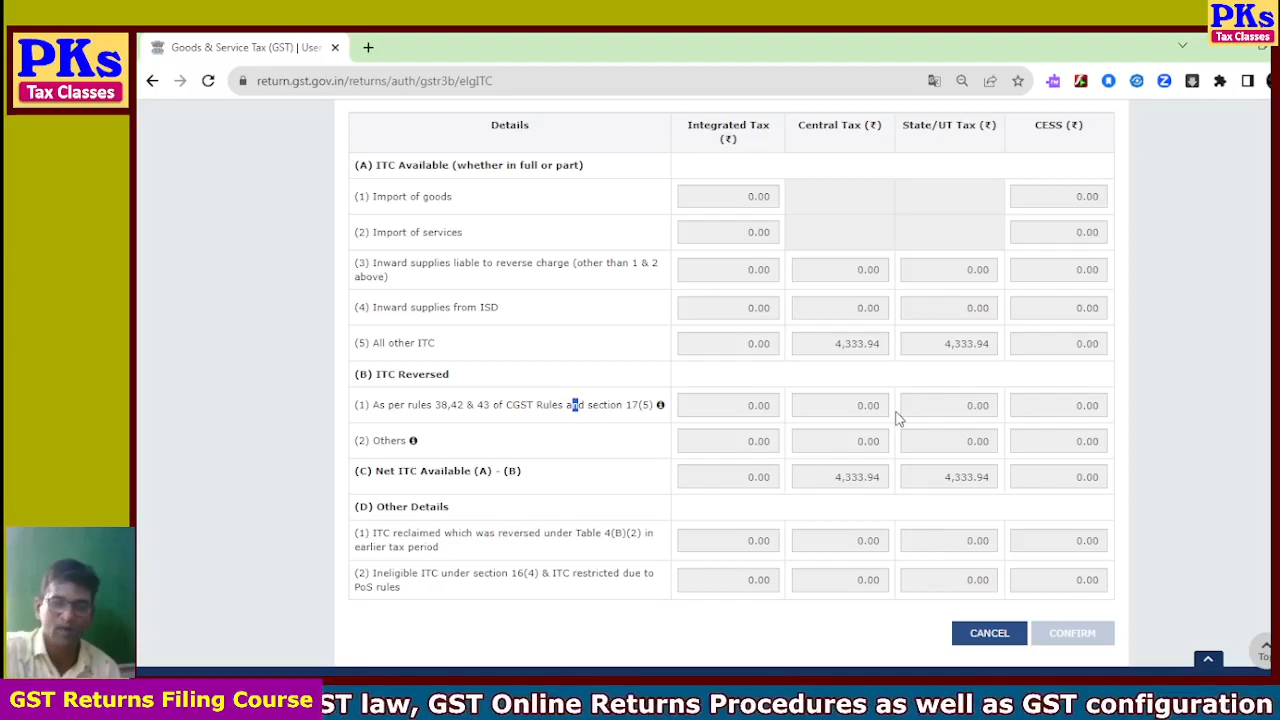 PKs
Tax Classes
PKs
Tax Classes
Goods & Service Tax (GST) | User
return.gst.gov.in/returns/auth/gstr3b/elgITC
Details Integrated Tax (₹) Central Tax (₹) State/UT Tax (₹) CESS (₹)
(A) ITC Available (whether in full or part)
(1) Import of goods 0.00 0.00
(2) Import of services 0.00 0.00
(3) Inward supplies liable to reverse charge (other than 1 & 2 above) 0.00 0.00 0.00 0.00
(4) Inward supplies from ISD 0.00 0.00 0.00 0.00
(5) All other ITC 0.00 4,333.94 4,333.94 0.00
(B) ITC Reversed
(1) As per rules 38,42 & 43 of CGST Rules and section 17(5) 0.00 0.00 0.00 0.00
(2) Others 0.00 0.00 0.00 0.00
(C) Net ITC Available (A) - (B) 0.00 4,333.94 4,333.94 0.00
(D) Other Details
(1) ITC reclaimed which was reversed under Table 4(B)(2) in earlier tax period 0.00 0.00 0.00 0.00
(2) Ineligible ITC under section 16(4) & ITC restricted due to PoS rules 0.00 0.00 0.00 0.00
CANCEL CONFIRM
GST Returns Filing Course
ST law, GST Online Returns Procedures as well as GST configuration